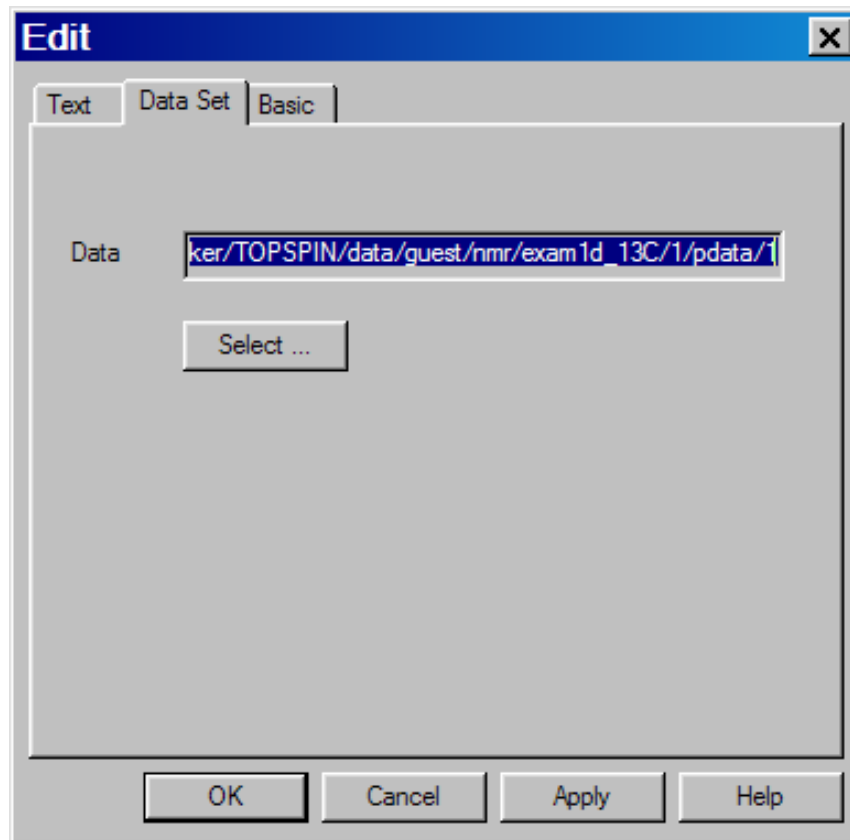 Edit
Text Data Set Basic
Data ker/TOPSPIN/data/guest/nmr/exam1d_13C/1/pdata/1
Select ...
OK Cancel Apply Help